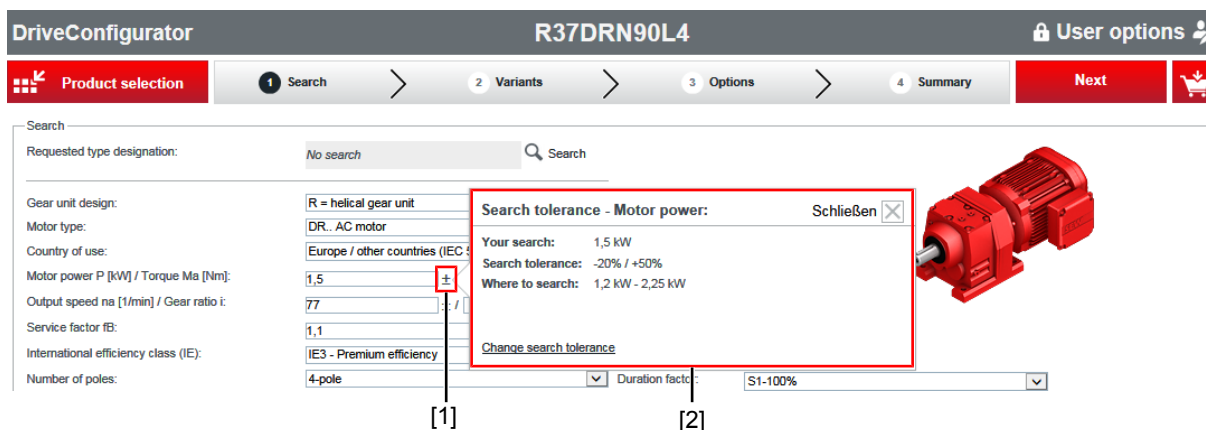 DriveConfigurator R37DRN90L4 User options
Product selection 1 Search 2 Variants 3 Options 4 Summary Next
Search
Requested type designation: No search Search
Gear unit design: R = helical gear unit
Search tolerance - Motor power: Schließen
Motor type: DR.. AC motor
Your search: 1,5 kW
Country of use: Europe / other countries (IEC
Search tolerance: -20% / +50%
Motor power P [kW] / Torque Ma [Nm]: 1,5 ±
Where to search: 1,2 kW - 2,25 kW
Output speed na [1/min] / Gear ratio i: 77 /
Service factor fB: 1,1
International efficiency class (IE): IE3 - Premium efficiency
Change search tolerance
Number of poles: 4-pole Duration factor: S1-100%
[1] [2]